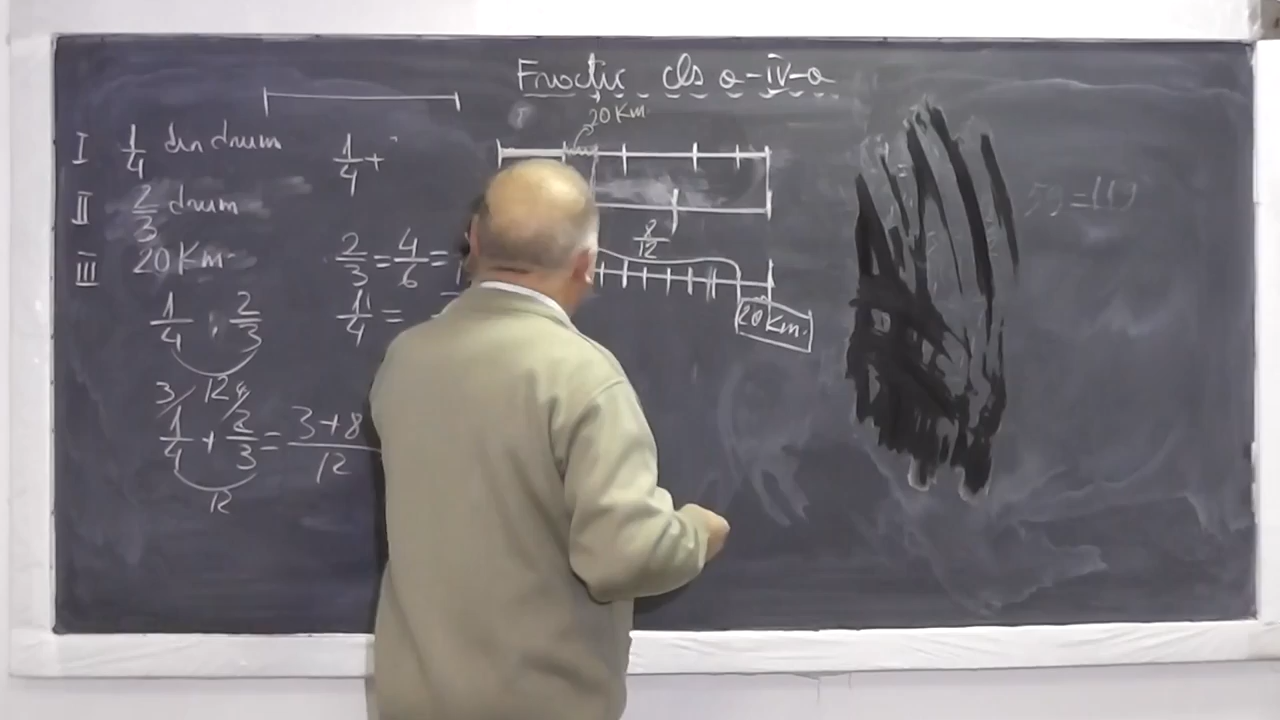 Fracții cls a-IV-a
20 Km.
I 1/4 din drum
1/4 +
II 2/3 drum
III 20 Km.
2/3 = 4/6 =
8/12
1/4 =
20 Km.
1/4 , 2/3
3/ 12 4/
1/4 + 2/3 = 3+8/12
12